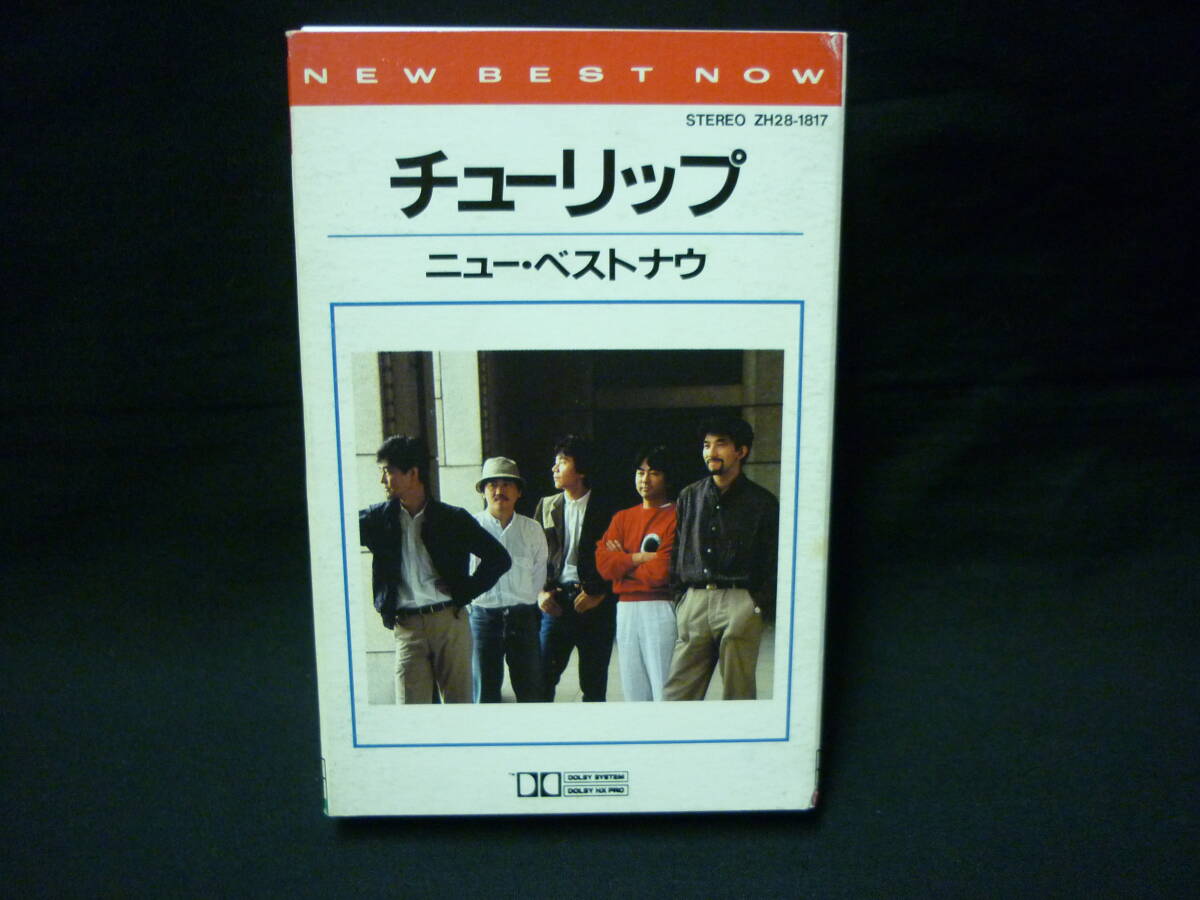 NEW BEST NOW
STEREO ZH28-1817
チューリップ
ニュー・ベストナウ
™ DOLBY SYSTEM
DOLBY HX PRO